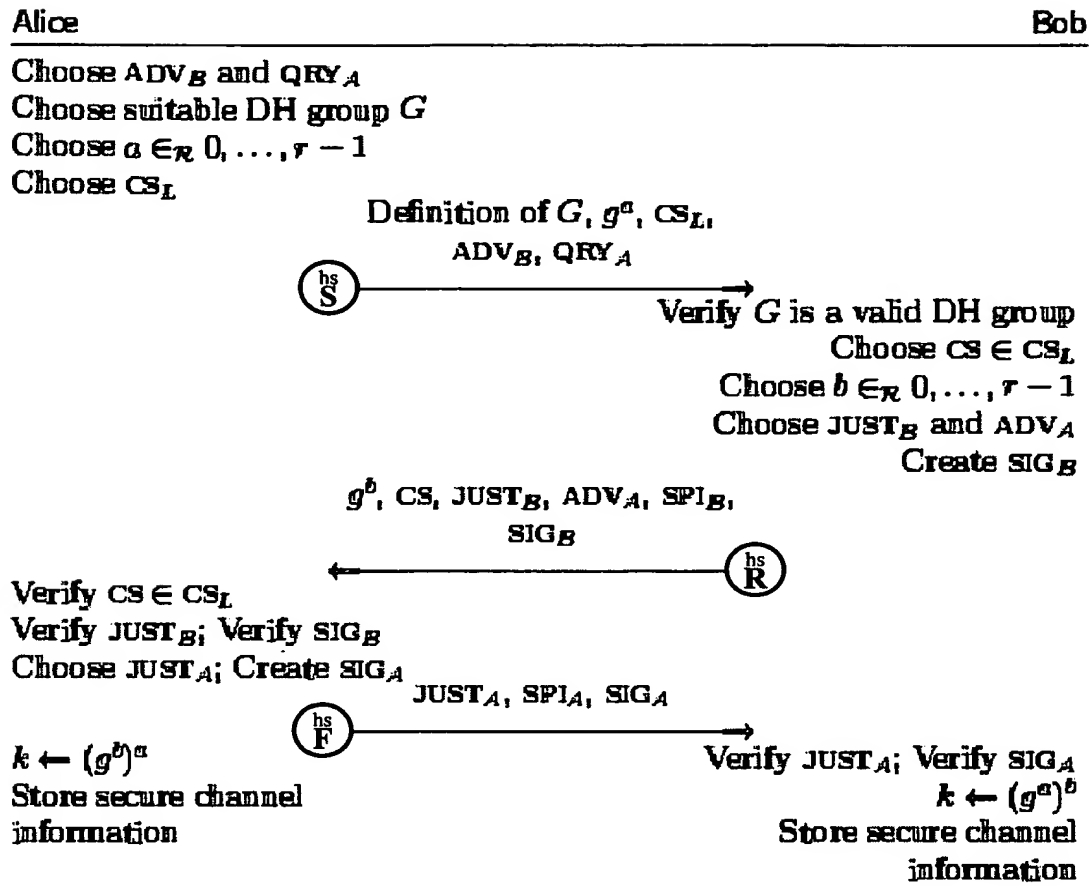 Alice Bob
Choose ADV_B and QRY_A
Choose suitable DH group G
Choose a ∈_R 0, . . . , r − 1
Choose CS_L
Definition of G, g^a, CS_L,
ADV_B, QRY_A
hs
S
Verify G is a valid DH group
Choose CS ∈ CS_L
Choose b ∈_R 0, . . . , r − 1
Choose JUST_B and ADV_A
Create SIG_B
g^b, CS, JUST_B, ADV_A, SPI_B,
SIG_B
hs
R
Verify CS ∈ CS_L
Verify JUST_B; Verify SIG_B
Choose JUST_A; Create SIG_A
JUST_A, SPI_A, SIG_A
hs
F
k ← (g^b)^a
Store secure channel
information
Verify JUST_A; Verify SIG_A
k ← (g^a)^b
Store secure channel
information